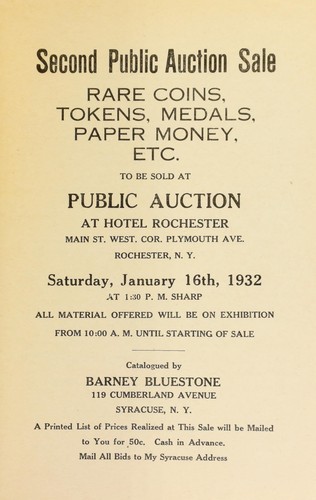 Second Public Auction Sale
RARE COINS,
TOKENS, MEDALS,
PAPER MONEY,
ETC.
TO BE SOLD AT
PUBLIC AUCTION
AT HOTEL ROCHESTER
MAIN ST. WEST, COR. PLYMOUTH AVE.
ROCHESTER, N. Y.
Saturday, January 16th, 1932
AT 1:30 P. M. SHARP
ALL MATERIAL OFFERED WILL BE ON EXHIBITION
FROM 10:00 A. M. UNTIL STARTING OF SALE
Catalogued by
BARNEY BLUESTONE
119 CUMBERLAND AVENUE
SYRACUSE, N. Y.
A Printed List of Prices Realized at This Sale will be Mailed
to You for 50c. Cash in Advance.
Mail All Bids to My Syracuse Address